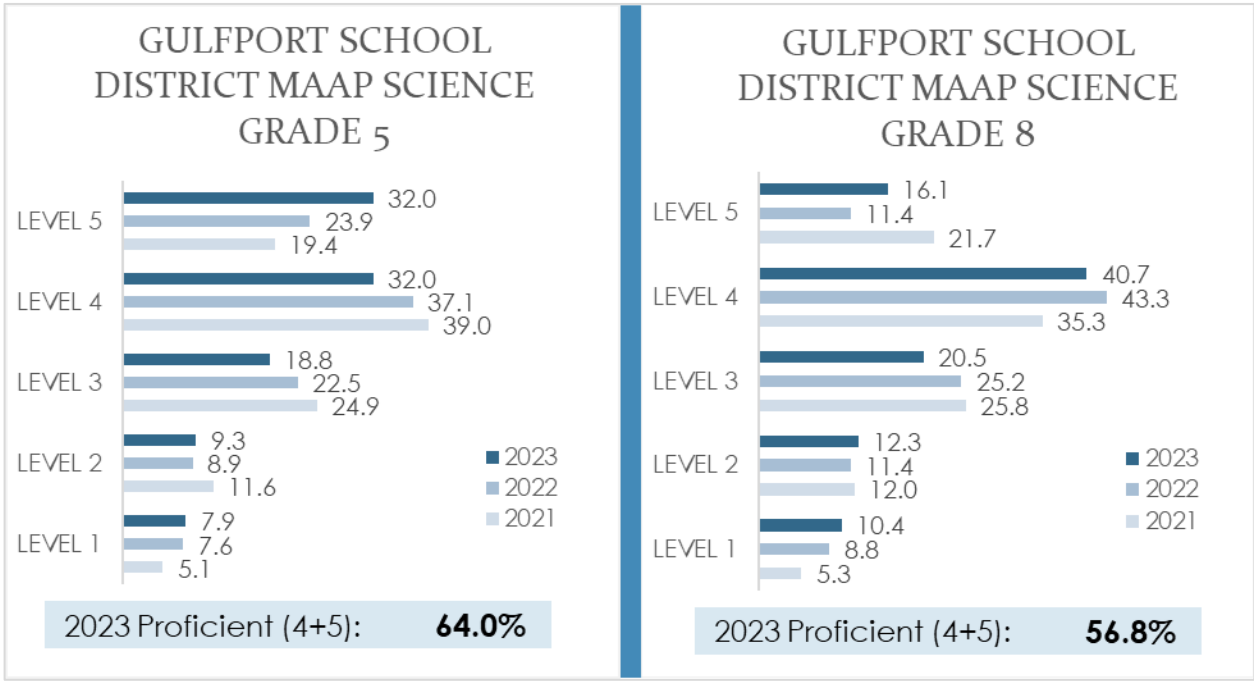 GULFPORT SCHOOL
DISTRICT MAAP SCIENCE
GRADE 5
LEVEL 5
32.0
23.9
19.4
LEVEL 4
32.0
37.1
39.0
LEVEL 3
18.8
22.5
24.9
LEVEL 2
9.3
8.9
11.6
LEVEL 1
7.9
7.6
5.1
2023
2022
2021
2023 Proficient (4+5): 64.0%
GULFPORT SCHOOL
DISTRICT MAAP SCIENCE
GRADE 8
LEVEL 5
16.1
11.4
21.7
LEVEL 4
40.7
43.3
35.3
LEVEL 3
20.5
25.2
25.8
LEVEL 2
12.3
11.4
12.0
LEVEL 1
10.4
8.8
5.3
2023
2022
2021
2023 Proficient (4+5): 56.8%